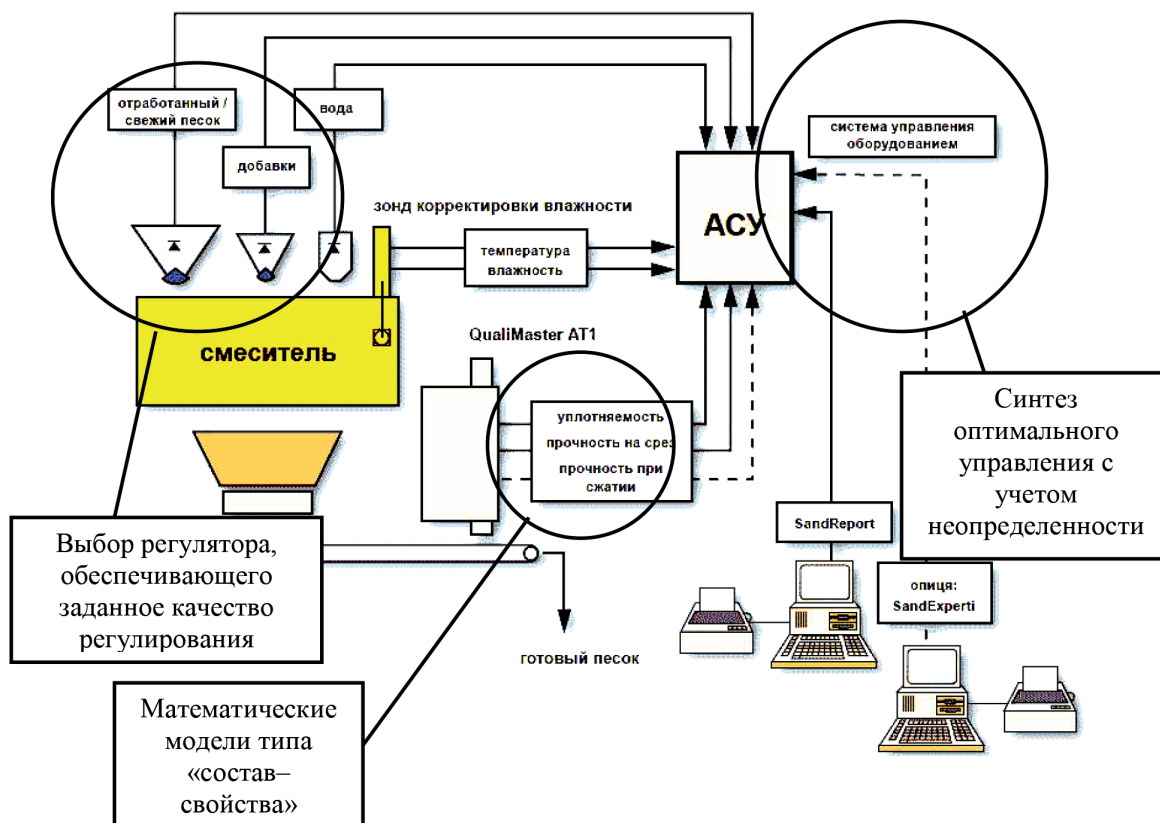 отработанный /
свежий песок
вода
добавки
система управления
оборудованием
зонд корректировки влажности
температура
влажность
АСУ
смеситель
QualiMaster AT1
уплотняемость
прочность на срез
прочность при
сжатии
Синтез
оптимального
управления с
учетом
неопределенности
SandReport
опиця:
SandExperti
Выбор регулятора,
обеспечивающего
заданное качество
регулирования
готовый песок
Математические
модели типа
«состав–
свойства»